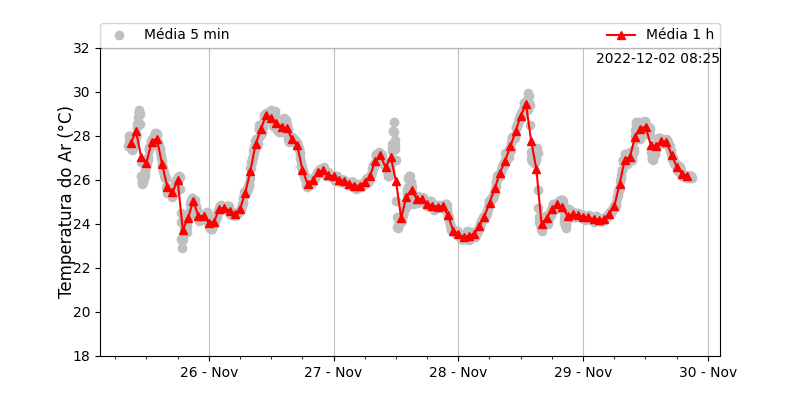 Média 5 min
Média 1 h
2022-12-02 08:25
Temperatura do Ar (°C)
32
30
28
26
24
22
20
18
26 - Nov
27 - Nov
28 - Nov
29 - Nov
30 - Nov